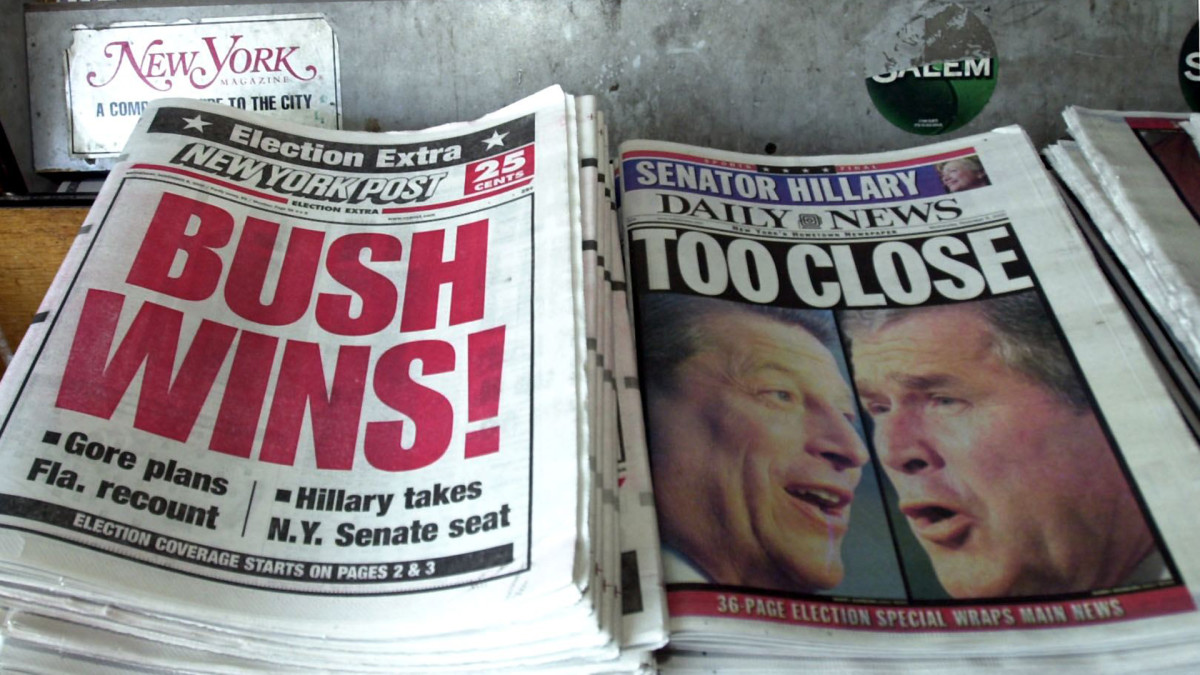 NEW YORK
MAGAZINE
TO THE CITY
Election Extra
NEW YORK POST
25
CENTS
ELECTION EXTRA
BUSH
WINS!
▪Gore plans
Fla. recount
▪Hillary takes
N.Y. Senate seat
ELECTION COVERAGE STARTS ON PAGES 2 & 3
SENATOR HILLARY
DAILY NEWS
NEW YORK'S HOMETOWN NEWSPAPER
TOO CLOSE
36-PAGE ELECTION SPECIAL WRAPS MAIN NEWS
SALEM